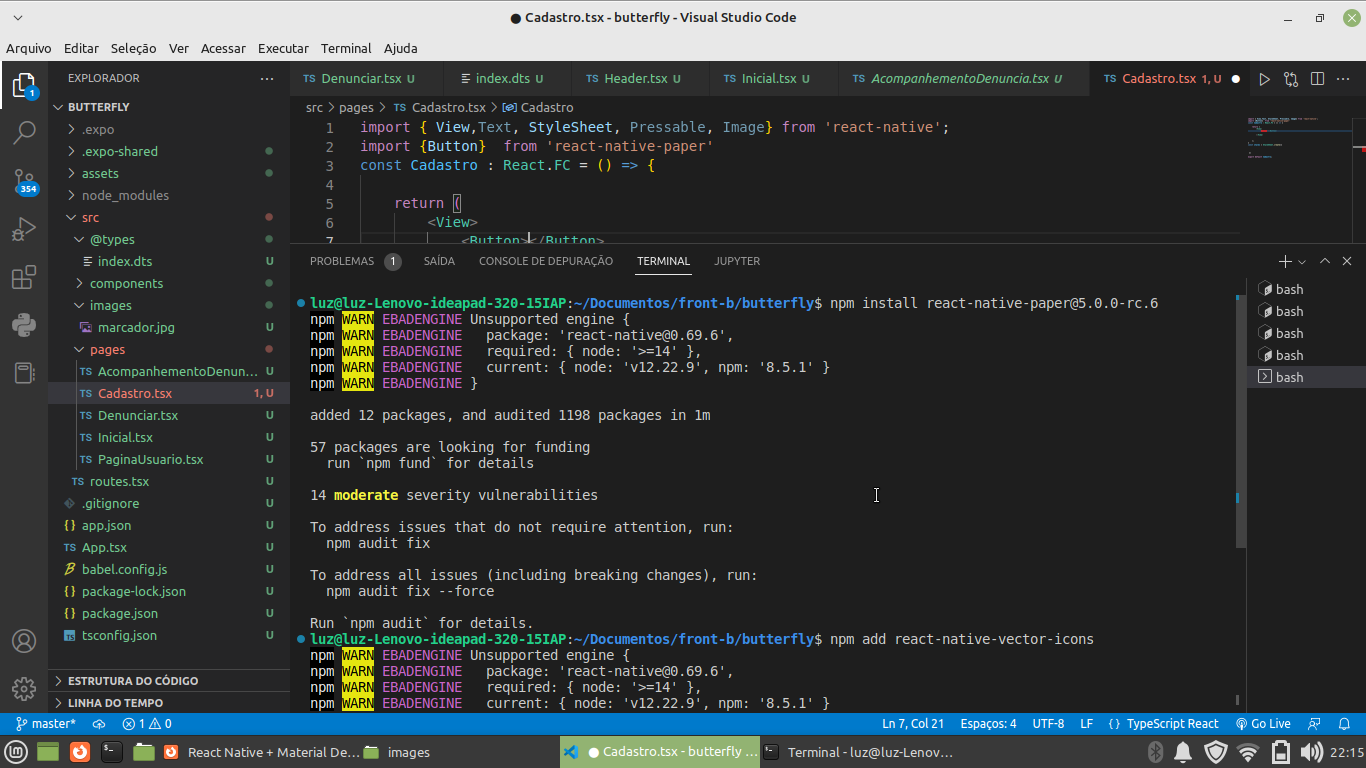 ● Cadastro.tsx - butterfly - Visual Studio Code
Arquivo Editar Seleção Ver Acessar Executar Terminal Ajuda
EXPLORADOR
BUTTERFLY
.expo
.expo-shared
assets
node_modules
src
@types
index.dts U
components
images
marcador.jpg U
pages
AcompanhementoDenun... U
Cadastro.tsx 1, U
Denunciar.tsx U
Inicial.tsx U
PaginaUsuario.tsx U
routes.tsx U
.gitignore U
app.json U
App.tsx U
babel.config.js U
package-lock.json U
package.json U
tsconfig.json U
ESTRUTURA DO CÓDIGO
LINHA DO TEMPO
1
354
Denunciar.tsx U index.dts U Header.tsx U Inicial.tsx U AcompanhementoDenuncia.tsx U Cadastro.tsx 1, U
src > pages > TS Cadastro.tsx > Cadastro
1 import { View,Text, StyleSheet, Pressable, Image} from 'react-native';
2 import {Button} from 'react-native-paper'
3 const Cadastro : React.FC = () => {
4
5 return (
6 <View>
7 <Button></Button>
PROBLEMAS 1 SAÍDA CONSOLE DE DEPURAÇÃO TERMINAL JUPYTER
luz@luz-Lenovo-ideapad-320-15IAP:~/Documentos/front-b/butterfly$ npm install react-native-paper@5.0.0-rc.6
npm WARN EBADENGINE Unsupported engine {
npm WARN EBADENGINE   package: 'react-native@0.69.6',
npm WARN EBADENGINE   required: { node: '>=14' },
npm WARN EBADENGINE   current: { node: 'v12.22.9', npm: '8.5.1' }
npm WARN EBADENGINE }
added 12 packages, and audited 1198 packages in 1m
57 packages are looking for funding
run `npm fund` for details
14 moderate severity vulnerabilities
To address issues that do not require attention, run:
npm audit fix
To address all issues (including breaking changes), run:
npm audit fix --force
Run `npm audit` for details.
luz@luz-Lenovo-ideapad-320-15IAP:~/Documentos/front-b/butterfly$ npm add react-native-vector-icons
npm WARN EBADENGINE Unsupported engine {
npm WARN EBADENGINE   package: 'react-native@0.69.6',
npm WARN EBADENGINE   required: { node: '>=14' },
npm WARN EBADENGINE   current: { node: 'v12.22.9', npm: '8.5.1' }
bash
bash
bash
bash
bash
master* 1 0 Ln 7, Col 21 Espaços: 4 UTF-8 LF { } TypeScript React Go Live
React Native + Material De... images ● Cadastro.tsx - butterfly ... Terminal - luz@luz-Lenov... 22:15